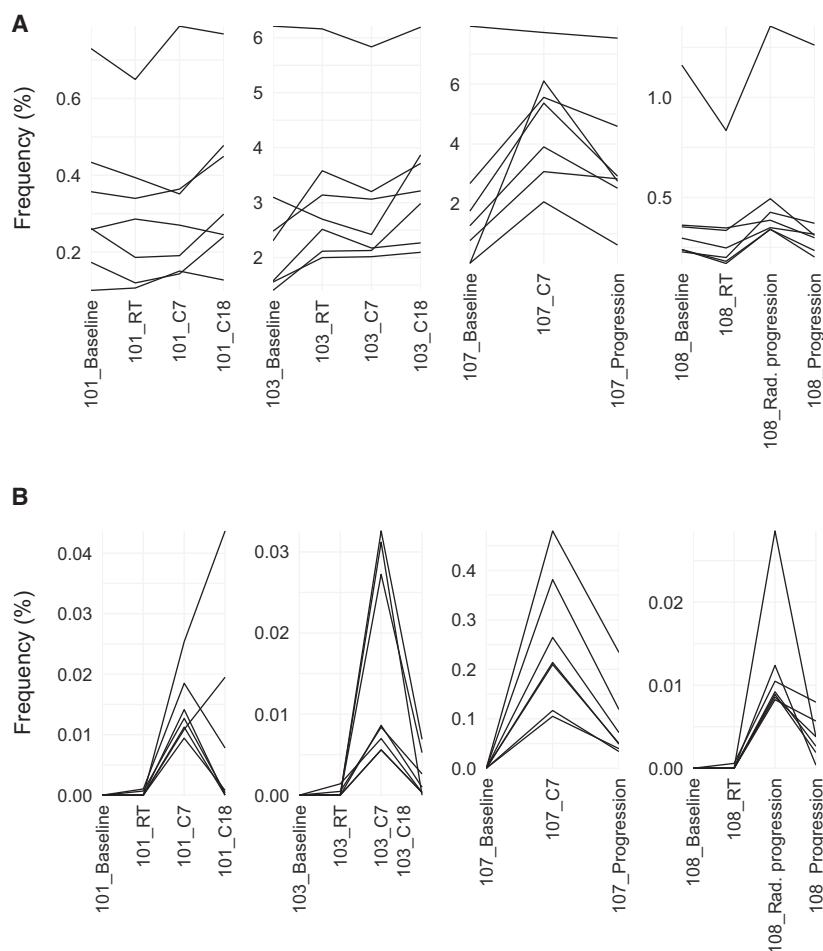 A
Frequency (%)
0.6
0.4
0.2
101_Baseline
101_RT
101_C7
101_C18
6
5
4
3
2
103_Baseline
103_RT
103_C7
103_C18
6
4
2
107_Baseline
107_C7
107_Progression
1.0
0.5
108_Baseline
108_RT
108_Rad. progression
108_Progression
B
Frequency (%)
0.04
0.03
0.02
0.01
0.00
101_Baseline
101_RT
101_C7
101_C18
0.03
0.02
0.01
0.00
103_Baseline
103_RT
103_C7
103_C18
0.4
0.3
0.2
0.1
0.0
107_Baseline
107_C7
107_Progression
0.02
0.01
0.00
108_Baseline
108_RT
108_Rad. progression
108_Progression